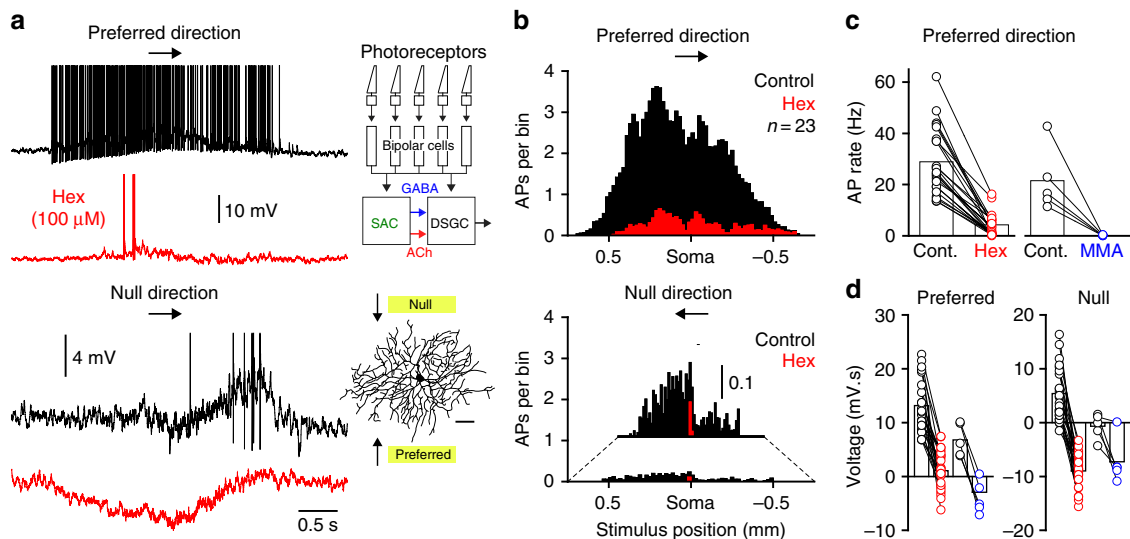 a
Preferred direction
Hex
(100 μM)
10 mV
Null direction
4 mV
0.5 s
Photoreceptors
Bipolar cells
GABA
SAC
DSGC
ACh
Null
Preferred
b
Preferred direction
Control
Hex
n = 23
APs per bin
4
3
2
1
0
0.5
Soma
−0.5
Null direction
Control
Hex
0.1
APs per bin
4
3
2
1
0
0.5
Soma
−0.5
Stimulus position (mm)
c
Preferred direction
AP rate (Hz)
60
40
20
0
Cont.
Hex
Cont.
MMA
d
Preferred
Null
Voltage (mV.s)
30
20
10
0
−10
20
10
0
−10
−20